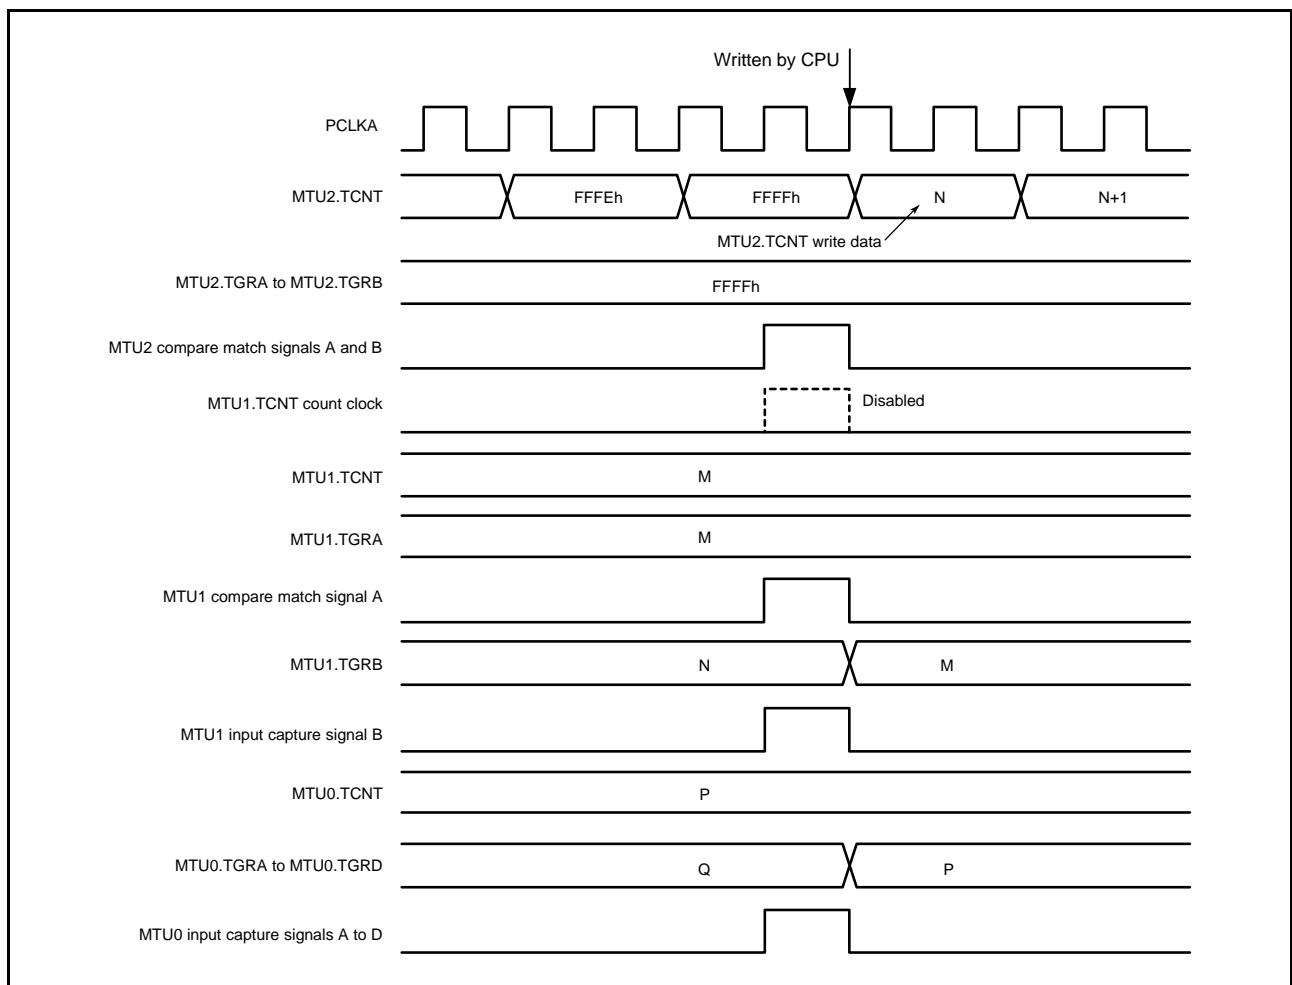 Written by CPU
PCLKA
MTU2.TCNT FFFEh FFFFh N N+1
MTU2.TCNT write data
MTU2.TGRA to MTU2.TGRB FFFFh
MTU2 compare match signals A and B
MTU1.TCNT count clock Disabled
MTU1.TCNT M
MTU1.TGRA M
MTU1 compare match signal A
MTU1.TGRB N M
MTU1 input capture signal B
MTU0.TCNT P
MTU0.TGRA to MTU0.TGRD Q P
MTU0 input capture signals A to D